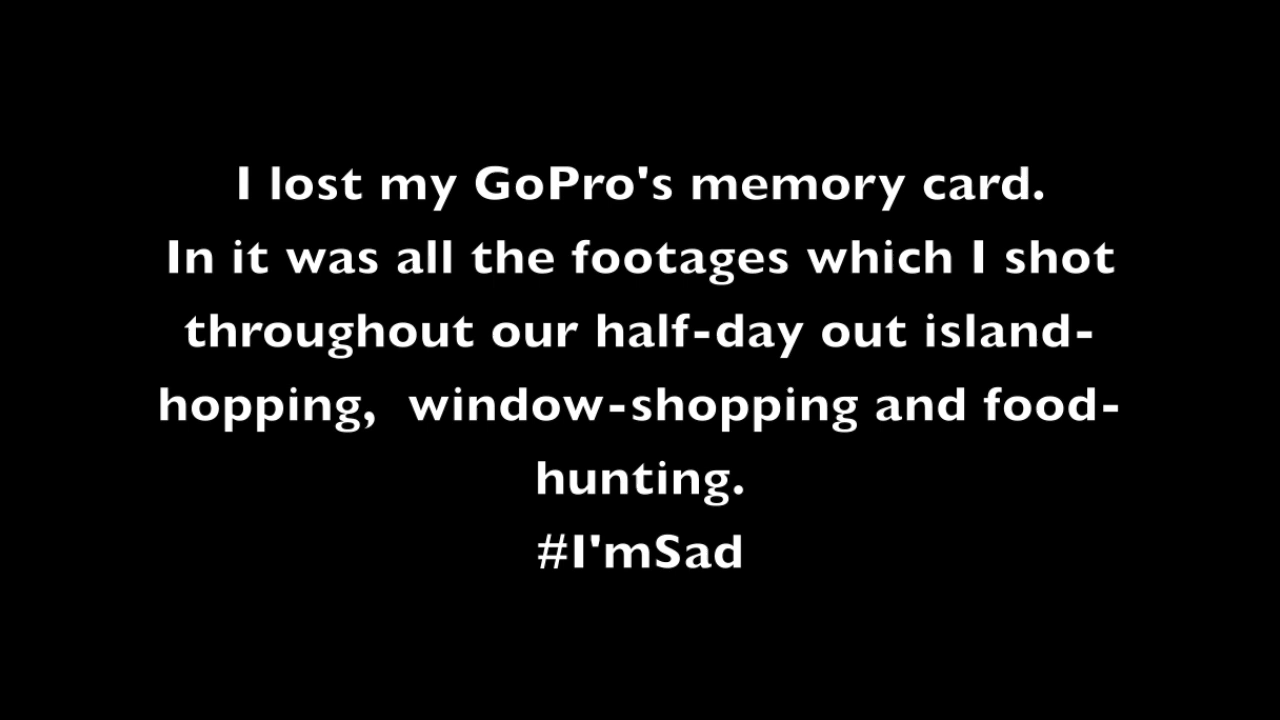 I lost my GoPro's memory card.
In it was all the footages which I shot
throughout our half-day out island-
hopping,  window-shopping and food-
hunting.
#I'mSad